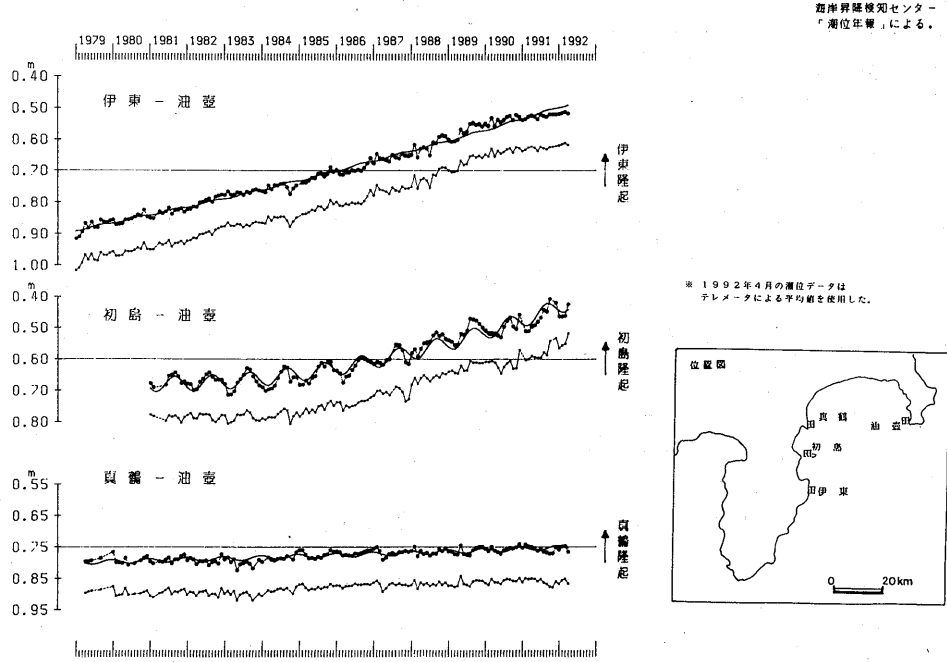 海岸昇降検知センター
「潮位年報」による。
1979 1980 1981 1982 1983 1984 1985 1986 1987 1988 1989 1990 1991 1992
m
0.40
0.50
0.60
0.70
0.80
0.90
1.00
伊東－油壺
伊東隆起
m
0.40
0.50
0.60
0.70
0.80
初島－油壺
初島隆起
m
0.55
0.65
0.75
0.85
0.95
真鶴－油壺
真鶴隆起
※ 1992年4月の潮位データは
テレメータによる平均値を使用した。
位置図
真鶴
油壺
初島
伊東
0 20km